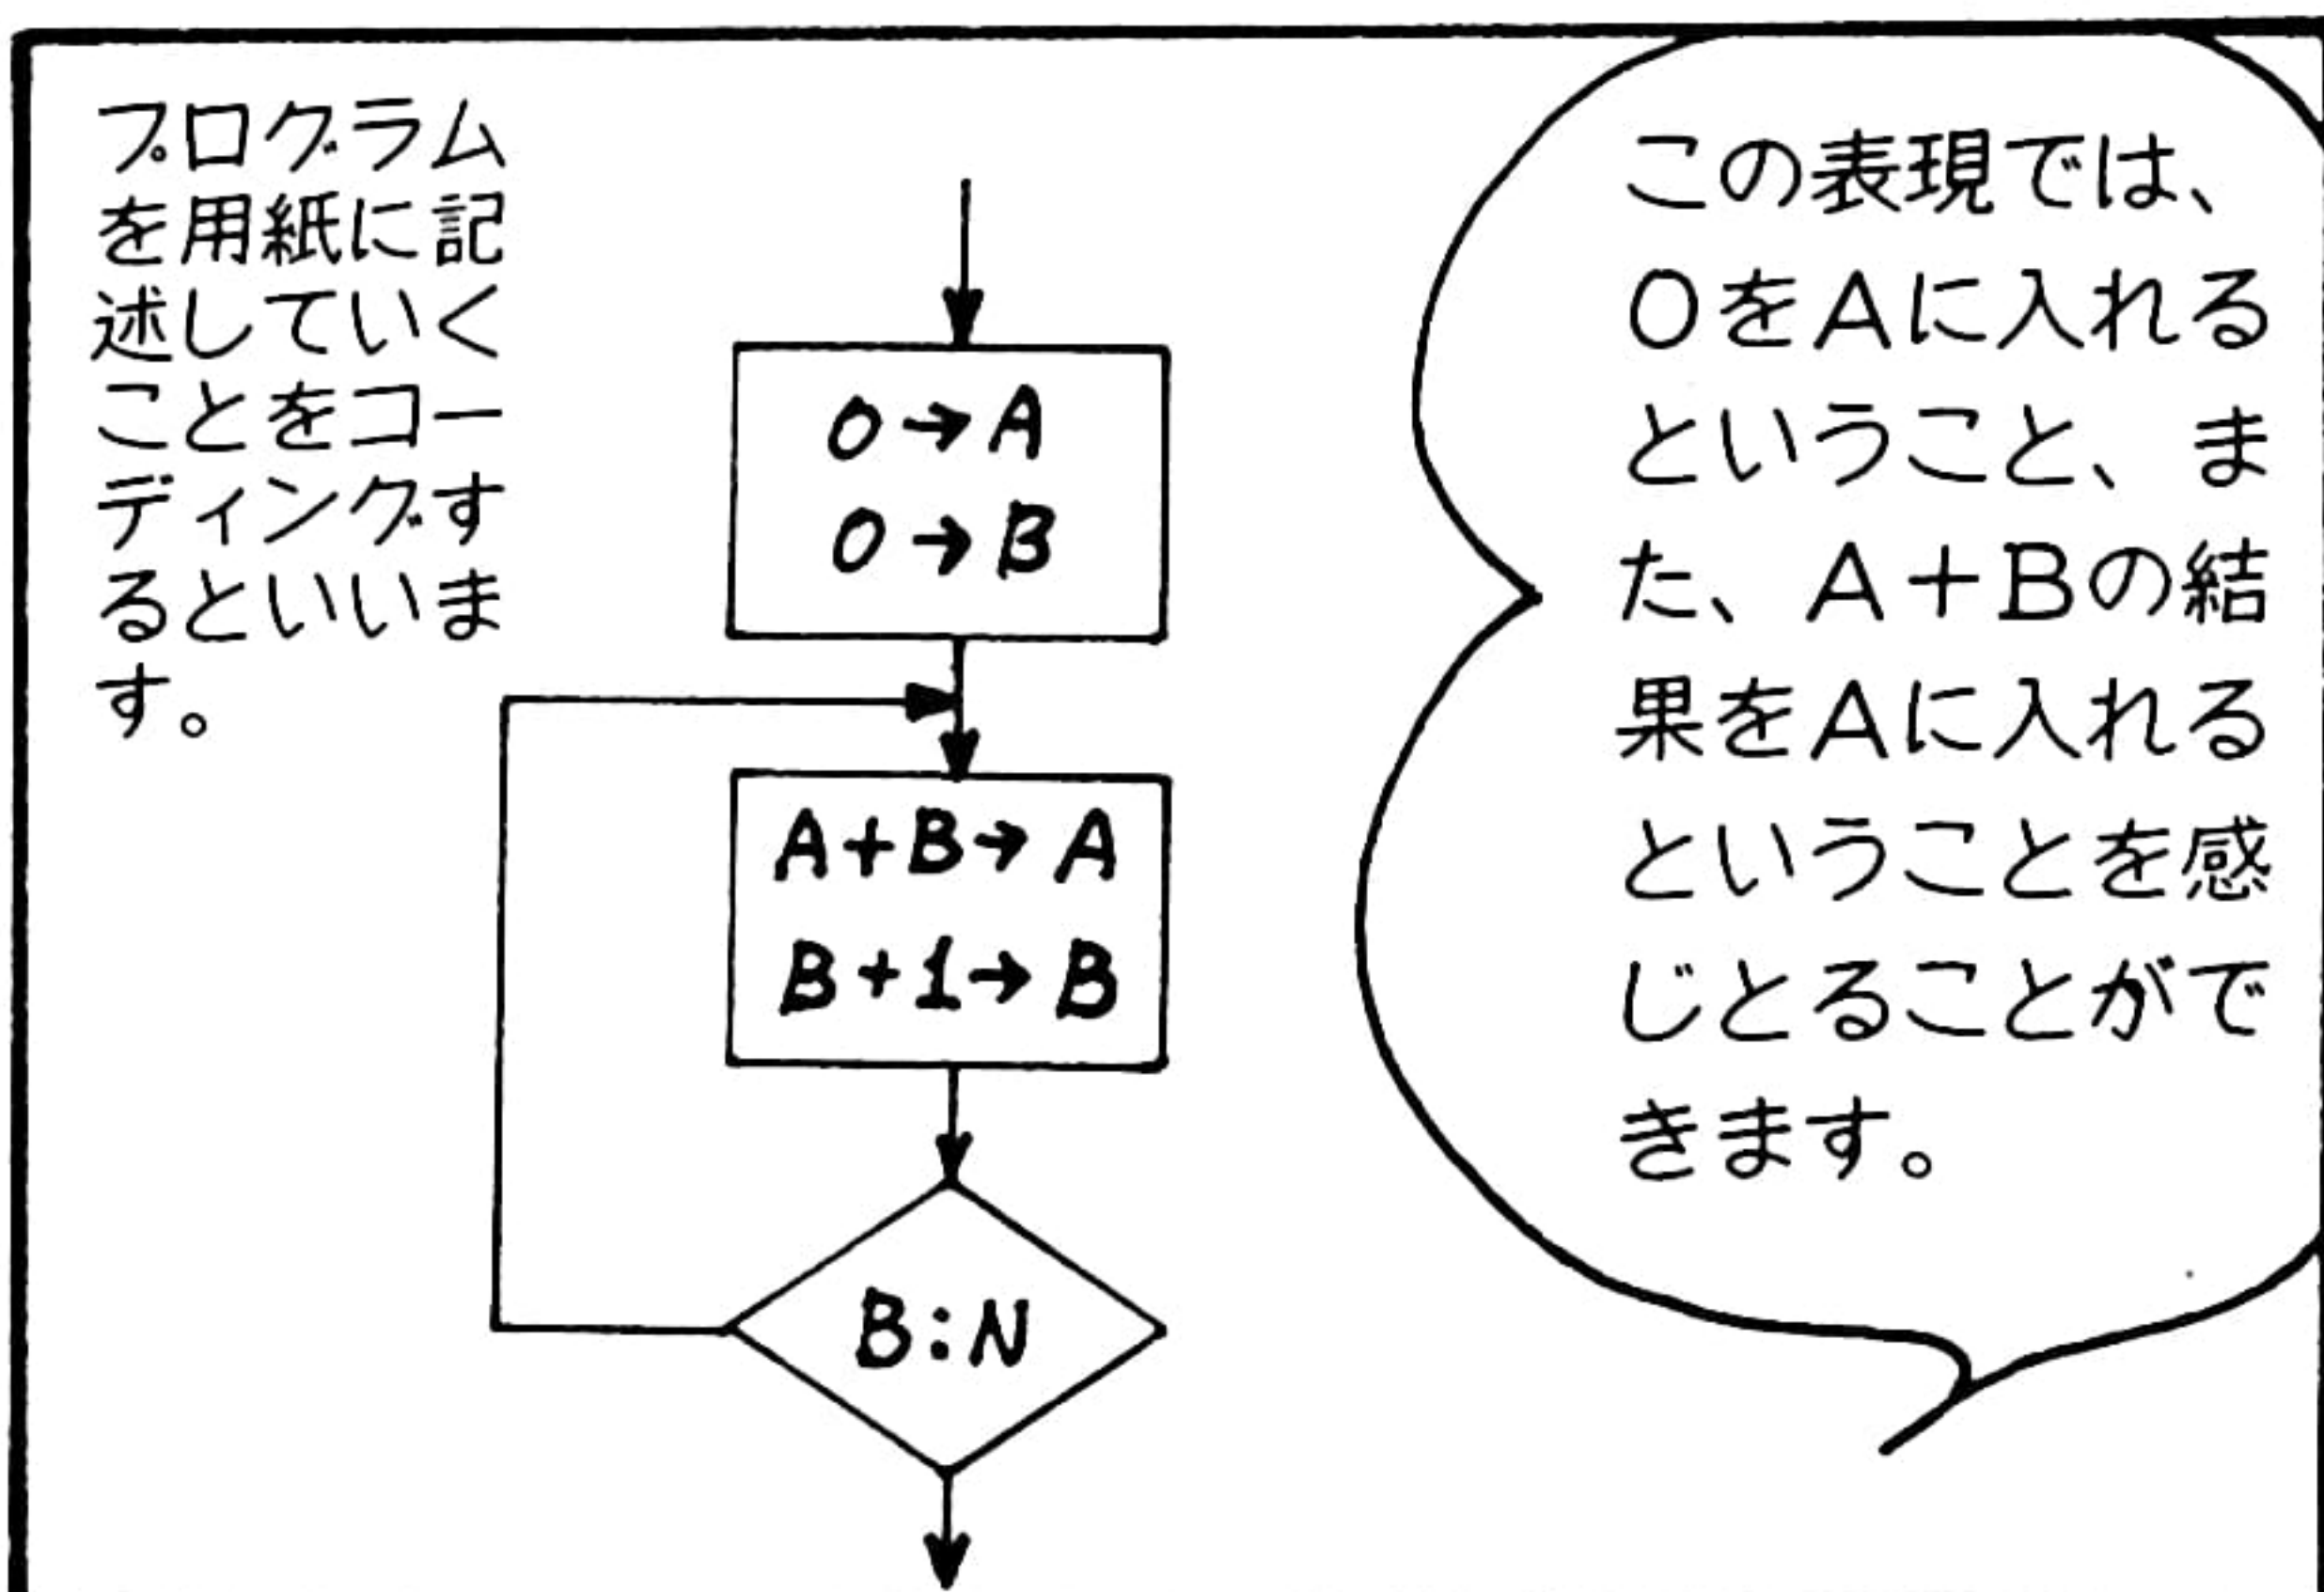 プログラム
を用紙に記
述していく
ことをコー
ディングす
るといいま
す。
0→A
0→B
A+B→A
B+1→B
B:N
この表現では、
0をAに入れる
ということ、ま
た、A+Bの結
果をAに入れる
ということを感
じとることがで
きます。